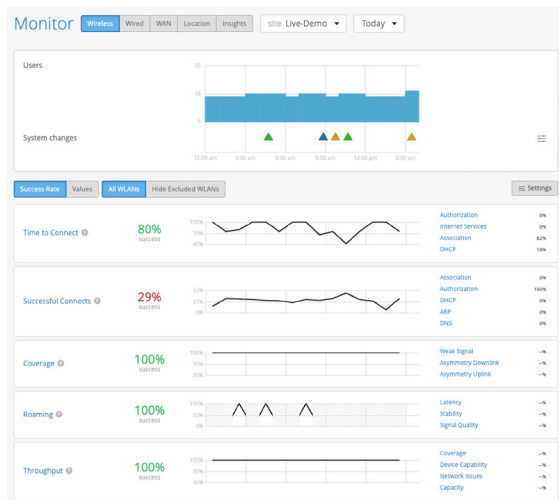 Monitor
Wireless Wired WAN Location Insights
site Live-Demo
Today
Users
20
10
0
System changes
12:00 am 3:00 am 6:00 am 9:00 am 12:00 pm 3:00 pm
Success Rate Values
All WLANs Hide Excluded WLANs
Settings
Time to Connect
80%
success
100%
70%
40%
Authorization 0%
Internet Services 0%
Association 82%
DHCP 18%
Successful Connects
29%
success
50%
25%
0%
Association 0%
Authorization 100%
DHCP 0%
ARP 0%
DNS 0%
Coverage
100%
success
100%
95%
90%
Weak Signal --%
Asymmetry Downlink --%
Asymmetry Uplink --%
Roaming
100%
success
100%
50%
0%
Latency --%
Stability --%
Signal Quality --%
Throughput
100%
success
100%
95%
90%
Coverage --%
Device Capability --%
Network Issues --%
Capacity --%